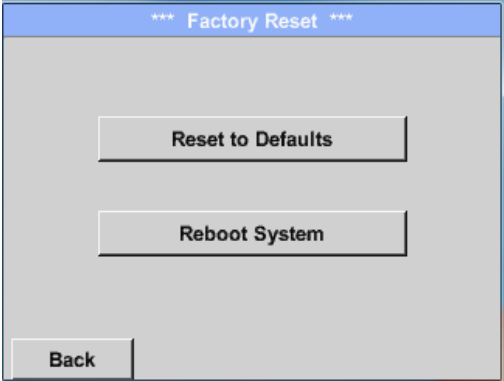 *** Factory Reset ***
Reset to Defaults
Reboot System
Back